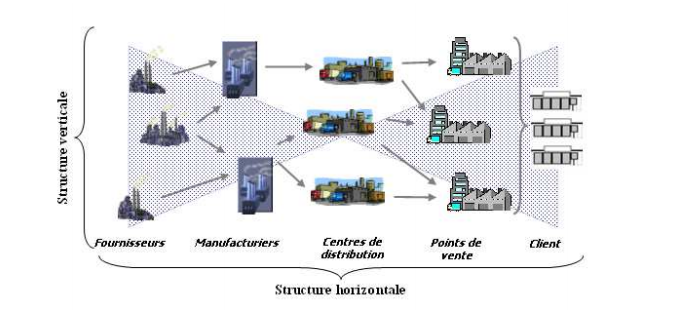 Structure verticale
Fournisseurs
Manufacturiers
Centres de
distribution
Points de
vente
Client
Structure horizontale